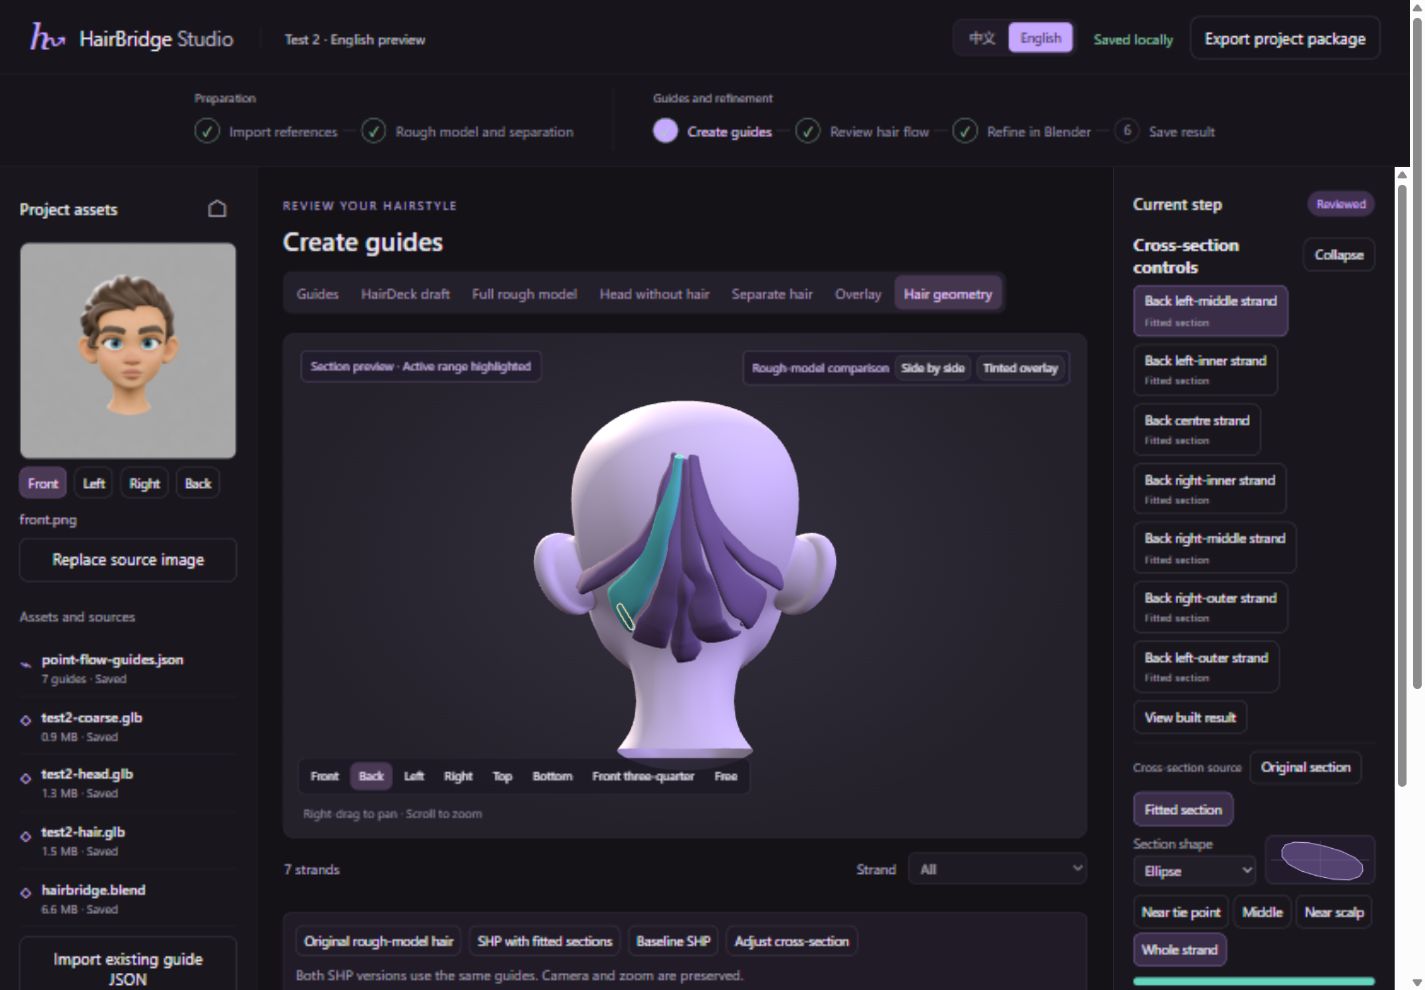 HairBridge Studio
Test 2 · English preview
中文
English
Saved locally
Export project package
Preparation
Import references
Rough model and separation
Guides and refinement
Create guides
Review hair flow
Refine in Blender
6
Save result
Project assets
Front
Left
Right
Back
front.png
Replace source image
Assets and sources
point-flow-guides.json
7 guides · Saved
test2-coarse.glb
0.9 MB · Saved
test2-head.glb
1.3 MB · Saved
test2-hair.glb
1.5 MB · Saved
hairbridge.blend
6.6 MB · Saved
Import existing guide
JSON
REVIEW YOUR HAIRSTYLE
Create guides
Guides
HairDeck draft
Full rough model
Head without hair
Separate hair
Overlay
Hair geometry
Section preview · Active range highlighted
Rough-model comparison
Side by side
Tinted overlay
Front
Back
Left
Right
Top
Bottom
Front three-quarter
Free
Right-drag to pan · Scroll to zoom
7 strands
Strand
All
Original rough-model hair
SHP with fitted sections
Baseline SHP
Adjust cross-section
Both SHP versions use the same guides. Camera and zoom are preserved.
Current step
Reviewed
Cross-section
controls
Collapse
Back left-middle strand
Fitted section
Back left-inner strand
Fitted section
Back centre strand
Fitted section
Back right-inner strand
Fitted section
Back right-middle strand
Fitted section
Back right-outer strand
Fitted section
Back left-outer strand
Fitted section
View built result
Cross-section source
Original section
Fitted section
Section shape
Ellipse
Near tie point
Middle
Near scalp
Whole strand